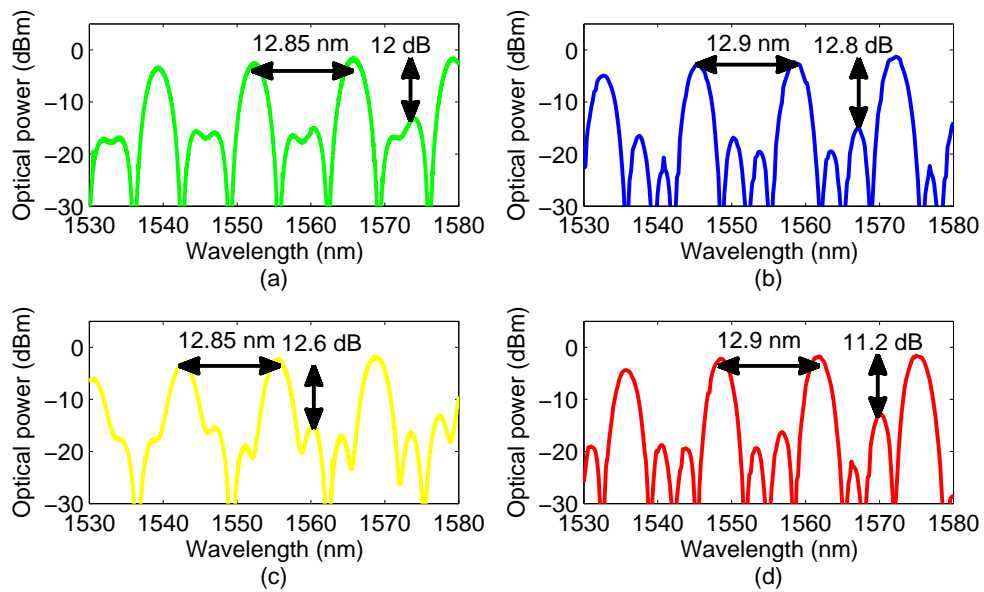 12.85 nm 12 dB
Optical power (dBm)
0
−10
−20
−30
1530 1540 1550 1560 1570 1580
Wavelength (nm)
(a)
12.9 nm 12.8 dB
Optical power (dBm)
0
−10
−20
−30
1530 1540 1550 1560 1570 1580
Wavelength (nm)
(b)
12.85 nm 12.6 dB
Optical power (dBm)
0
−10
−20
−30
1530 1540 1550 1560 1570 1580
Wavelength (nm)
(c)
12.9 nm 11.2 dB
Optical power (dBm)
0
−10
−20
−30
1530 1540 1550 1560 1570 1580
Wavelength (nm)
(d)